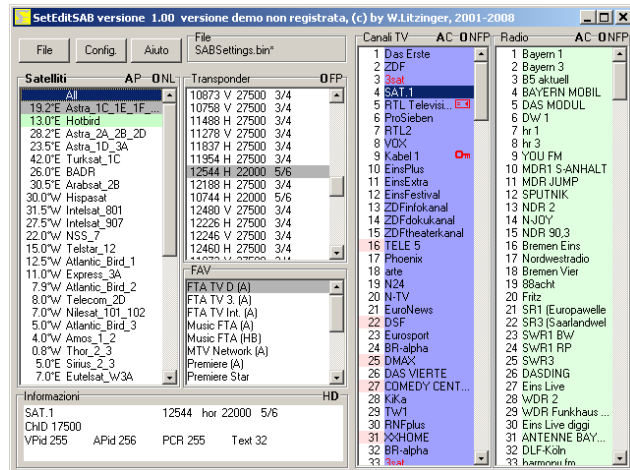 SetEditSAB versione 1.00 versione demo non registrata, (c) by W.Litzinger, 2001-2008
File
Config.
Aiuto
File
SABSettings.bin*
Satelliti AP ONL
All
19.2°E Astra_1C_1E_1F_...
13.0°E Hotbird
28.2°E Astra_2A_2B_2D
23.5°E Astra_1D_3A
42.0°E Turksat_1C
26.0°E BADR
30.5°E Arabsat_2B
30.0°W Hispasat
31.5°W Intelsat_801
27.5°W Intelsat_907
22.0°W NSS_7
15.0°W Telstar_12
12.5°W Atlantic_Bird_1
11.0°W Express_3A
7.9°W Atlantic_Bird_2
8.0°W Telecom_2D
7.0°W Nilesat_101_102
5.0°W Atlantic_Bird_3
4.0°W Amos_1_2
0.8°W Thor_2_3
5.0°E Sirius_2_3
7.0°E Eutelsat_W3A
Transponder OFP
10873 V 27500 3/4
10758 V 22000 3/4
11488 H 27500 3/4
11278 V 27500 3/4
11837 H 27500 3/4
11954 H 27500 3/4
12544 H 22000 5/6
12188 H 27500 3/4
10744 H 22000 5/6
12480 V 27500 3/4
12226 H 27500 3/4
12246 V 27500 3/4
12460 H 27500 3/4
FAV
FTA TV D (A)
FTA TV 3. (A)
FTA TV Int. (A)
Music FTA (A)
Music FTA (HB)
MTV Network (A)
Premiere (A)
Premiere Star
Canali TV AC ONFP
1 Das Erste
2 ZDF
3 3sat
4 SAT.1
5 RTL Televisi...
6 ProSieben
7 RTL2
8 VOX
9 Kabel 1
10 EinsPlus
11 EinsExtra
12 EinsFestival
13 ZDFinfokanal
14 ZDFdokukanal
15 ZDFtheaterkanal
16 TELE 5
17 Phoenix
18 arte
19 N24
20 N-TV
21 EuroNews
22 DSF
23 Eurosport
24 BR-alpha
25 DMAX
26 DAS VIERTE
27 COMEDY CENT...
28 KiKa
29 TW1
30 RNFplus
31 XXHOME
32 BR-alpha
33 3sat
Radio AC ONFP
1 Bayern 1
2 Bayern 3
3 B5 aktuell
4 BAYERN MOBIL
5 DAS MODUL
6 DW 1
7 hr 1
8 hr 3
9 YOU FM
10 MDR1 S-ANHALT
11 MDR JUMP
12 SPUTNIK
13 NDR 2
14 NJOY
15 NDR 90,3
16 Bremen Eins
17 Nordwestradio
18 Bremen Vier
19 88acht
20 Fritz
21 SR1 (Europawelle
22 SR3 (Saarlandwel
23 SWR1 BW
24 SWR1 RP
25 SWR3
26 DASDING
27 Eins Live
28 WDR 2
29 WDR Funkhaus ...
30 Eins Live diggi
31 ANTENNE BAY...
32 DLF-Köln
33 harmony.fm
Informazioni HD
SAT.1 12544 hor 22000 5/6
ChID 17500
VPid 255 APid 256 PCR 255 Text 32